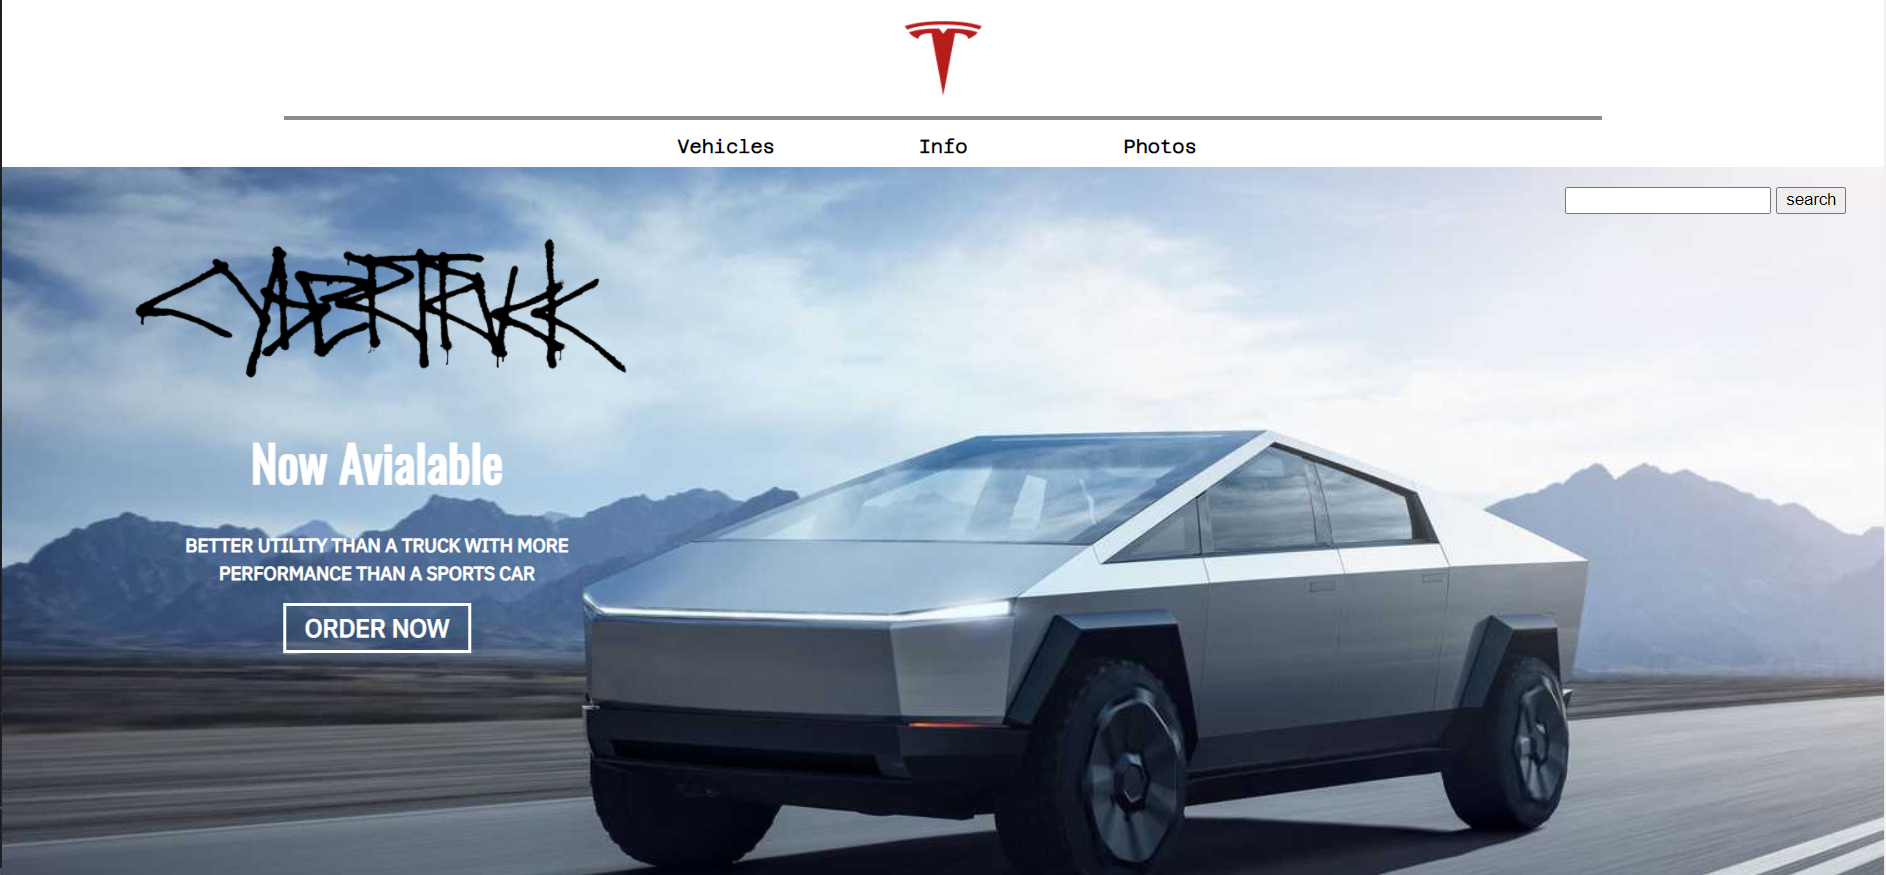 Vehicles Info Photos
search
CYBERTRUCK
Now Avialable
BETTER UTILITY THAN A TRUCK WITH MORE
PERFORMANCE THAN A SPORTS CAR
ORDER NOW